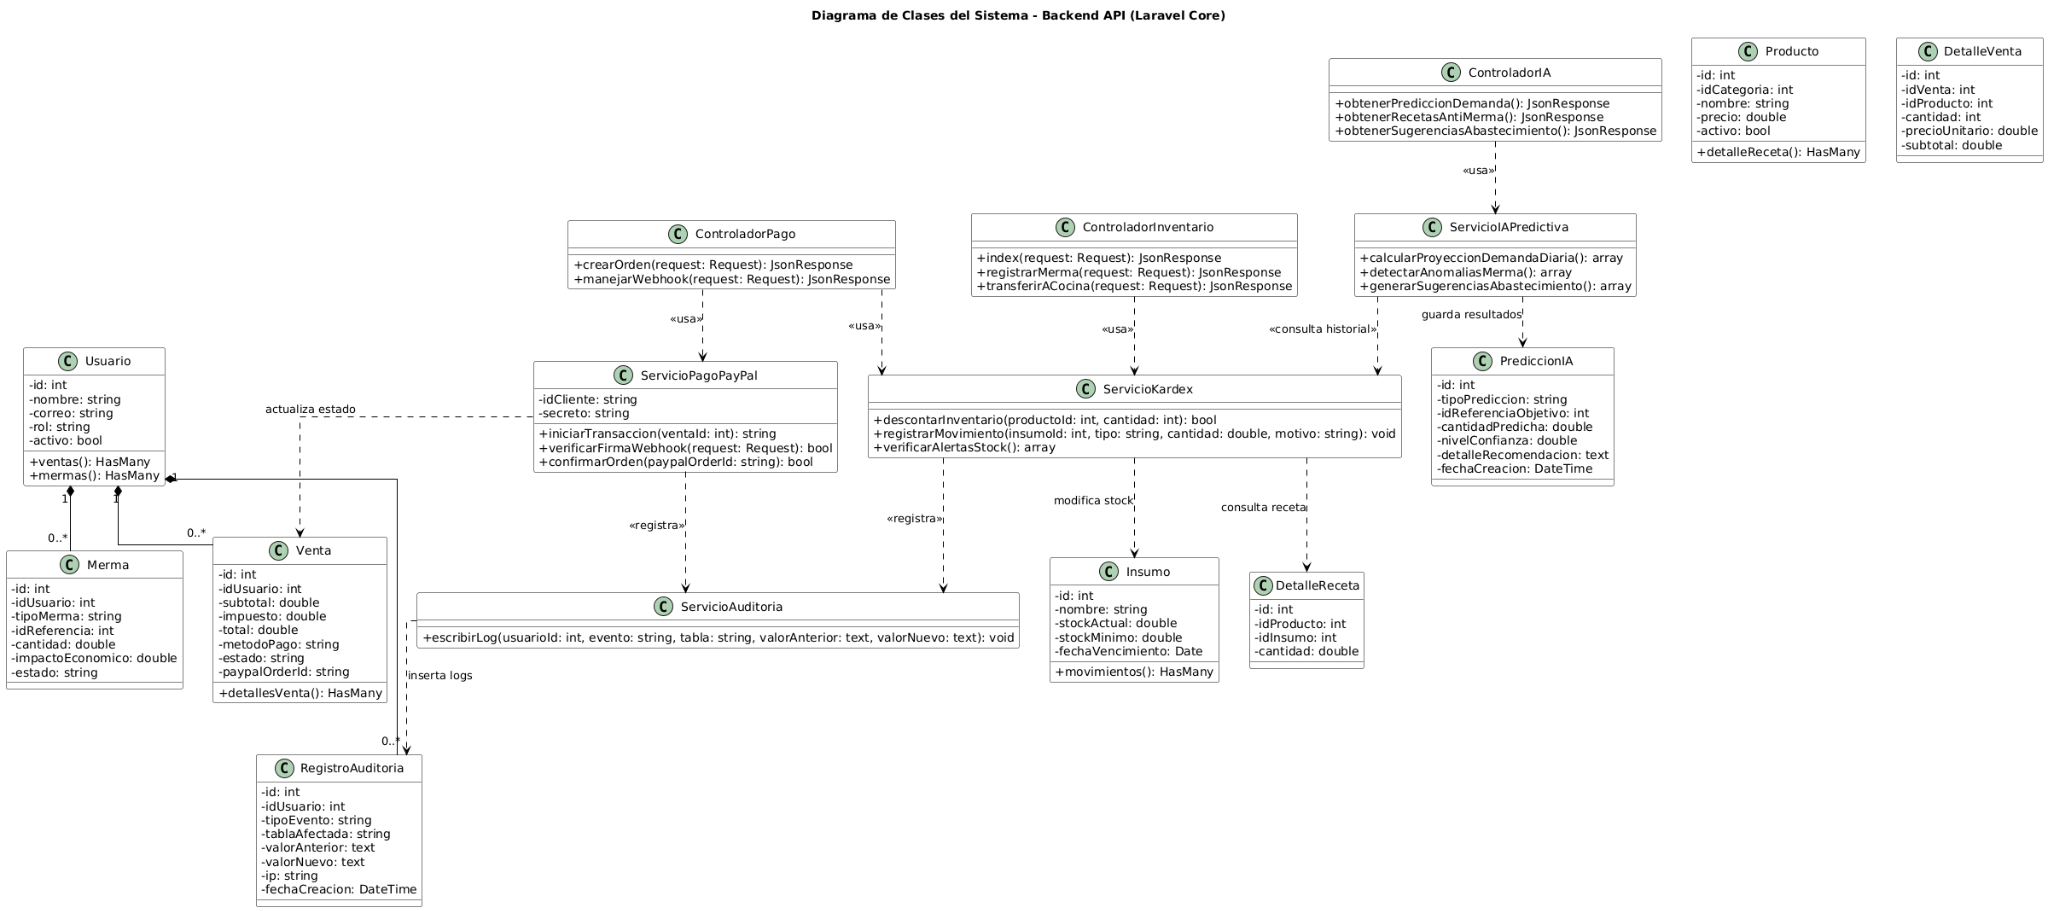 Diagrama de Clases del Sistema - Backend API (Laravel Core)
C ControladorIA
+obtenerPrediccionDemanda(): JsonResponse
+obtenerRecetasAntiMerma(): JsonResponse
+obtenerSugerenciasAbastecimiento(): JsonResponse
C Producto
-id: int
-idCategoria: int
-nombre: string
-precio: double
-activo: bool
+detalleReceta(): HasMany
C DetalleVenta
-id: int
-idVenta: int
-idProducto: int
-cantidad: int
-precioUnitario: double
-subtotal: double
«usa»
C ControladorPago
+crearOrden(request: Request): JsonResponse
+manejarWebhook(request: Request): JsonResponse
C ControladorInventario
+index(request: Request): JsonResponse
+registrarMerma(request: Request): JsonResponse
+transferirACocina(request: Request): JsonResponse
C ServicioIAPredictiva
+calcularProyeccionDemandaDiaria(): array
+detectarAnomaliasMerma(): array
+generarSugerenciasAbastecimiento(): array
«usa»
«usa»
«usa»
«consulta historial»
guarda resultados
C Usuario
-id: int
-nombre: string
-correo: string
-rol: string
-activo: bool
+ventas(): HasMany
+mermas(): HasMany
C ServicioPagoPayPal
-idCliente: string
-secreto: string
+iniciarTransaccion(ventaId: int): string
+verificarFirmaWebhook(request: Request): bool
+confirmarOrden(paypalOrderId: string): bool
C ServicioKardex
+descontarInventario(productoId: int, cantidad: int): bool
+registrarMovimiento(insumoId: int, tipo: string, cantidad: double, motivo: string): void
+verificarAlertasStock(): array
C PrediccionIA
-id: int
-tipoPrediccion: string
-idReferenciaObjetivo: int
-cantidadPredicha: double
-nivelConfianza: double
-detalleRecomendacion: text
-fechaCreacion: DateTime
actualiza estado
1
1
1
0..*
0..*
«registra»
«registra»
modifica stock
consulta receta
C Merma
-id: int
-idUsuario: int
-tipoMerma: string
-idReferencia: int
-cantidad: double
-impactoEconomico: double
-estado: string
C Venta
-id: int
-idUsuario: int
-subtotal: double
-impuesto: double
-total: double
-metodoPago: string
-estado: string
-paypalOrderId: string
+detallesVenta(): HasMany
C ServicioAuditoria
+escribirLog(usuarioId: int, evento: string, tabla: string, valorAnterior: text, valorNuevo: text): void
C Insumo
-id: int
-nombre: string
-stockActual: double
-stockMinimo: double
-fechaVencimiento: Date
+movimientos(): HasMany
C DetalleReceta
-id: int
-idProducto: int
-idInsumo: int
-cantidad: double
inserta logs
0..*
C RegistroAuditoria
-id: int
-idUsuario: int
-tipoEvento: string
-tablaAfectada: string
-valorAnterior: text
-valorNuevo: text
-ip: string
-fechaCreacion: DateTime